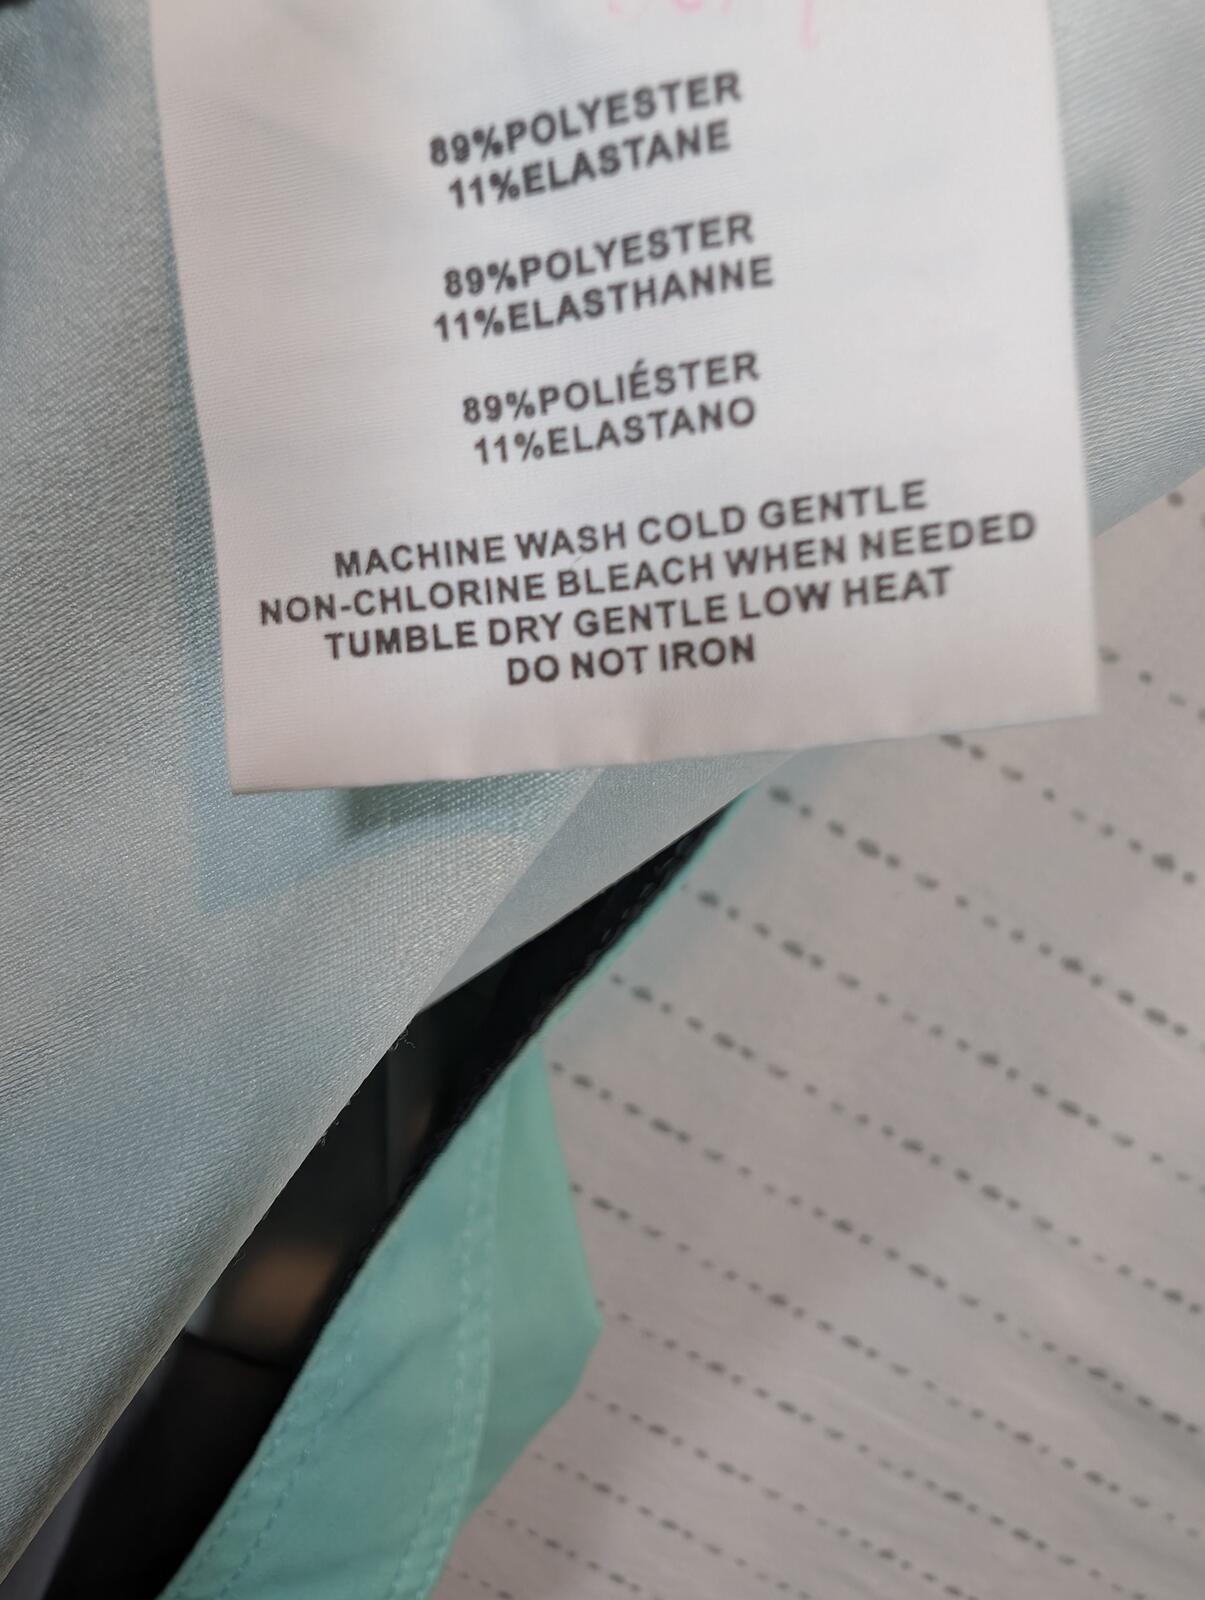 89%POLYESTER
11%ELASTANE
89%POLYESTER
11%ELASTHANNE
89%POLIÉSTER
11%ELASTANO
MACHINE WASH COLD GENTLE
NON-CHLORINE BLEACH WHEN NEEDED
TUMBLE DRY GENTLE LOW HEAT
DO NOT IRON